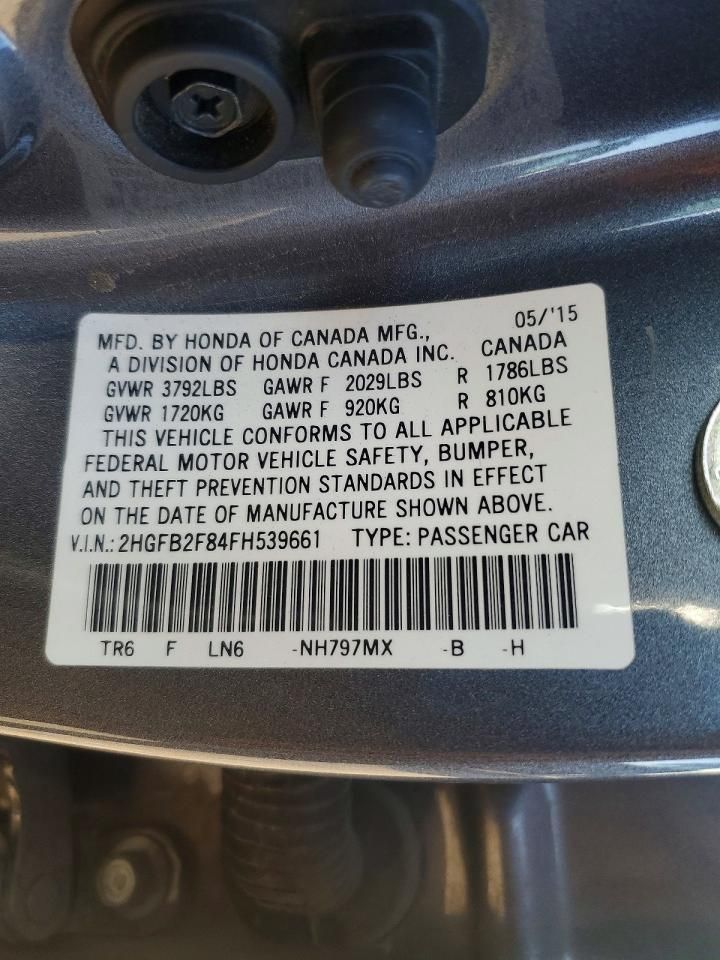 05/'15
MFD. BY HONDA OF CANADA MFG.,
A DIVISION OF HONDA CANADA INC. CANADA
GVWR 3792LBS GAWR F 2029LBS R 1786LBS
GVWR 1720KG GAWR F 920KG R 810KG
THIS VEHICLE CONFORMS TO ALL APPLICABLE
FEDERAL MOTOR VEHICLE SAFETY, BUMPER,
AND THEFT PREVENTION STANDARDS IN EFFECT
ON THE DATE OF MANUFACTURE SHOWN ABOVE.
V.I.N.: 2HGFB2F84FH539661 TYPE: PASSENGER CAR
TR6 F LN6 -NH797MX -B -H